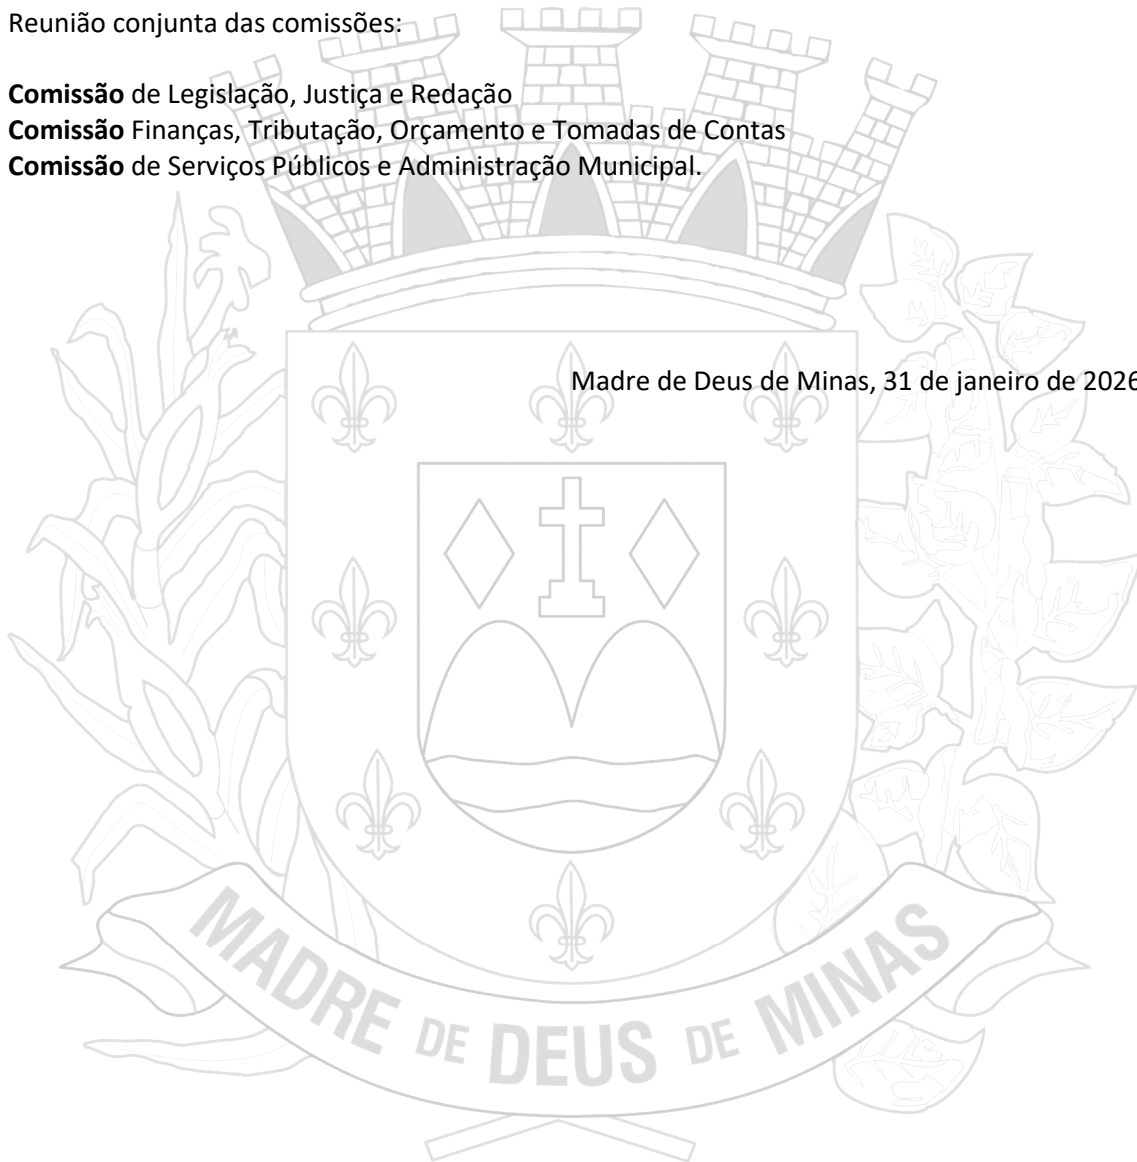 Reunião conjunta das comissões:
Comissão de Legislação, Justiça e Redação
Comissão Finanças, Tributação, Orçamento e Tomadas de Contas
Comissão de Serviços Públicos e Administração Municipal.
Madre de Deus de Minas, 31 de janeiro de 2026
MADRE DE DEUS DE MINAS